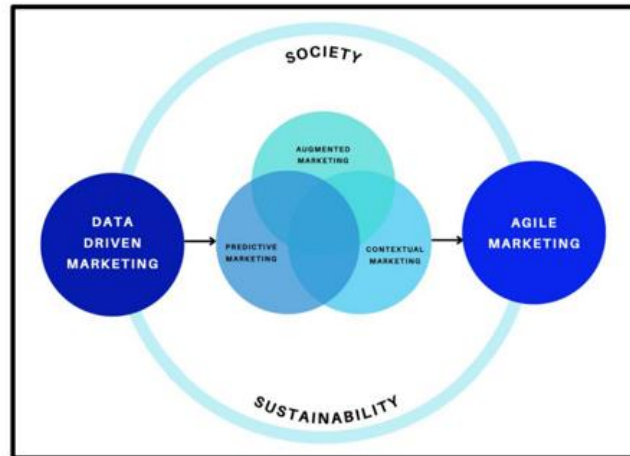 SOCIETY
AUGMENTED
MARKETING
DATA
DRIVEN
MARKETING
PREDICTIVE
MARKETING
CONTEXTUAL
MARKETING
AGILE
MARKETING
SUSTAINABILITY